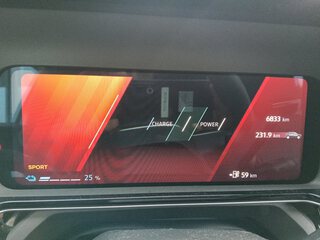 6833 km
CHARGE POWER
231.9 km
SPORT
25 %
59 km